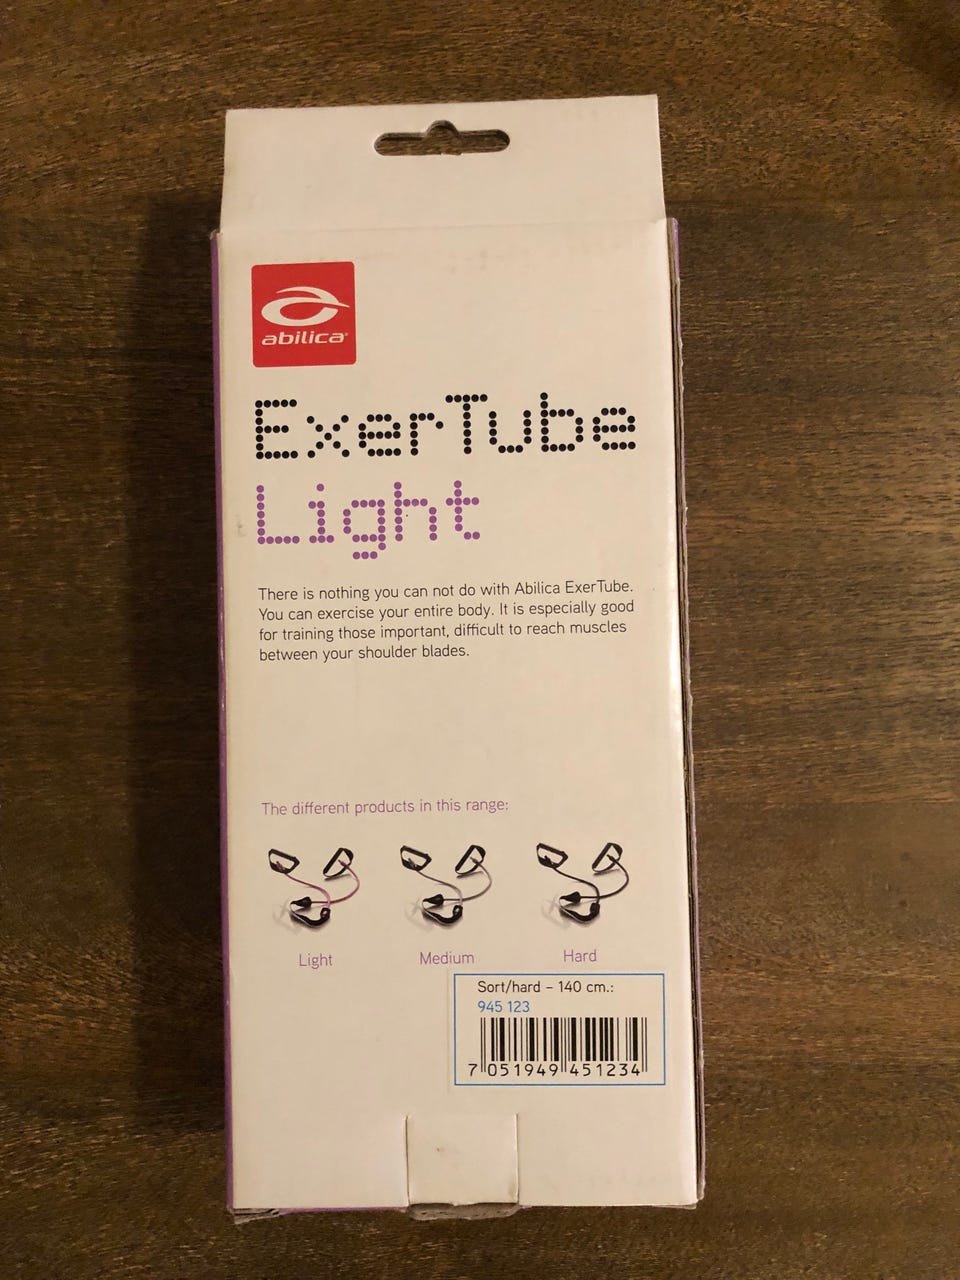 abilica
ExerTube
Light
There is nothing you can not do with Abilica ExerTube.
You can exercise your entire body. It is especially good
for training those important, difficult to reach muscles
between your shoulder blades.
The different products in this range:
Light Medium Hard
Sort/hard – 140 cm.:
945 123
7 051949 451234